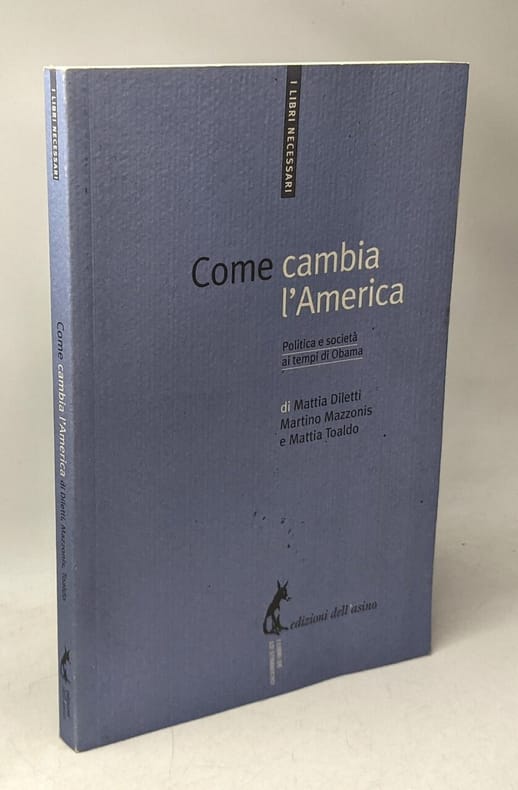 I LIBRI NECESSARI
Come cambia
l'America
Politica e società
ai tempi di Obama
di Mattia Diletti
Martino Mazzonis
e Mattia Toaldo
edizioni dell'asino
I LIBRI NECESSARI
Come cambia l'America di Diletti, Mazzonis, Toaldo